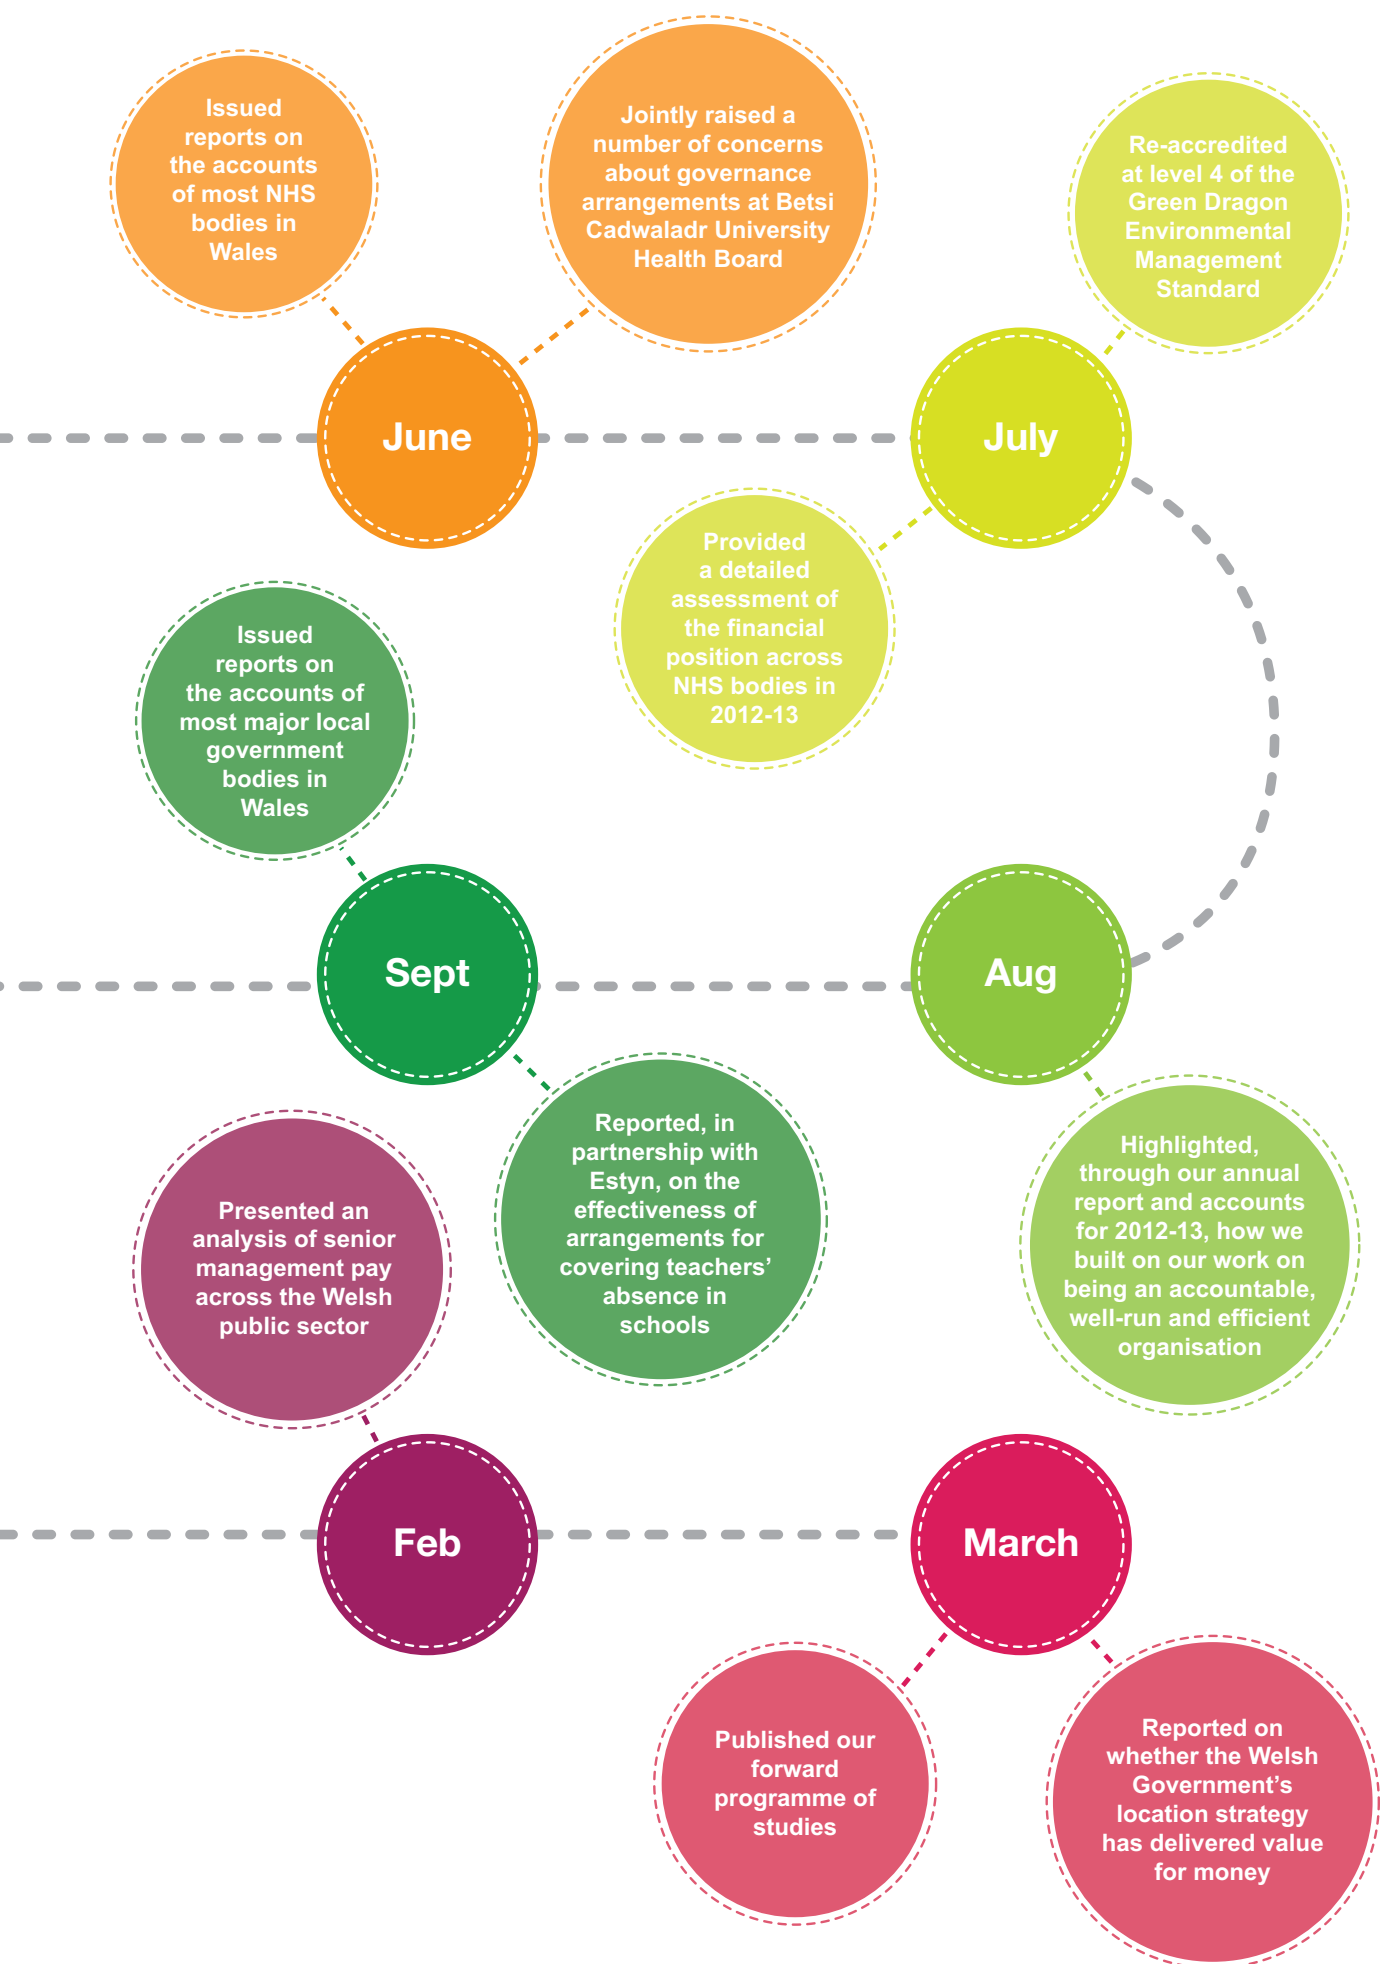 Issued
reports on
the accounts
of most NHS
bodies in
Wales
Jointly raised a
number of concerns
about governance
arrangements at Betsi
Cadwaladr University
Health Board
Re-accredited
at level 4 of the
Green Dragon
Environmental
Management
Standard
June
July
Provided
a detailed
assessment of
the financial
position across
NHS bodies in
2012-13
Issued
reports on
the accounts of
most major local
government
bodies in
Wales
Sept
Aug
Reported, in
partnership with
Estyn, on the
effectiveness of
arrangements for
covering teachers’
absence in
schools
Highlighted,
through our annual
report and accounts
for 2012-13, how we
built on our work on
being an accountable,
well-run and efficient
organisation
Presented an
analysis of senior
management pay
across the Welsh
public sector
Feb
March
Published our
forward
programme of
studies
Reported on
whether the Welsh
Government’s
location strategy
has delivered value
for money